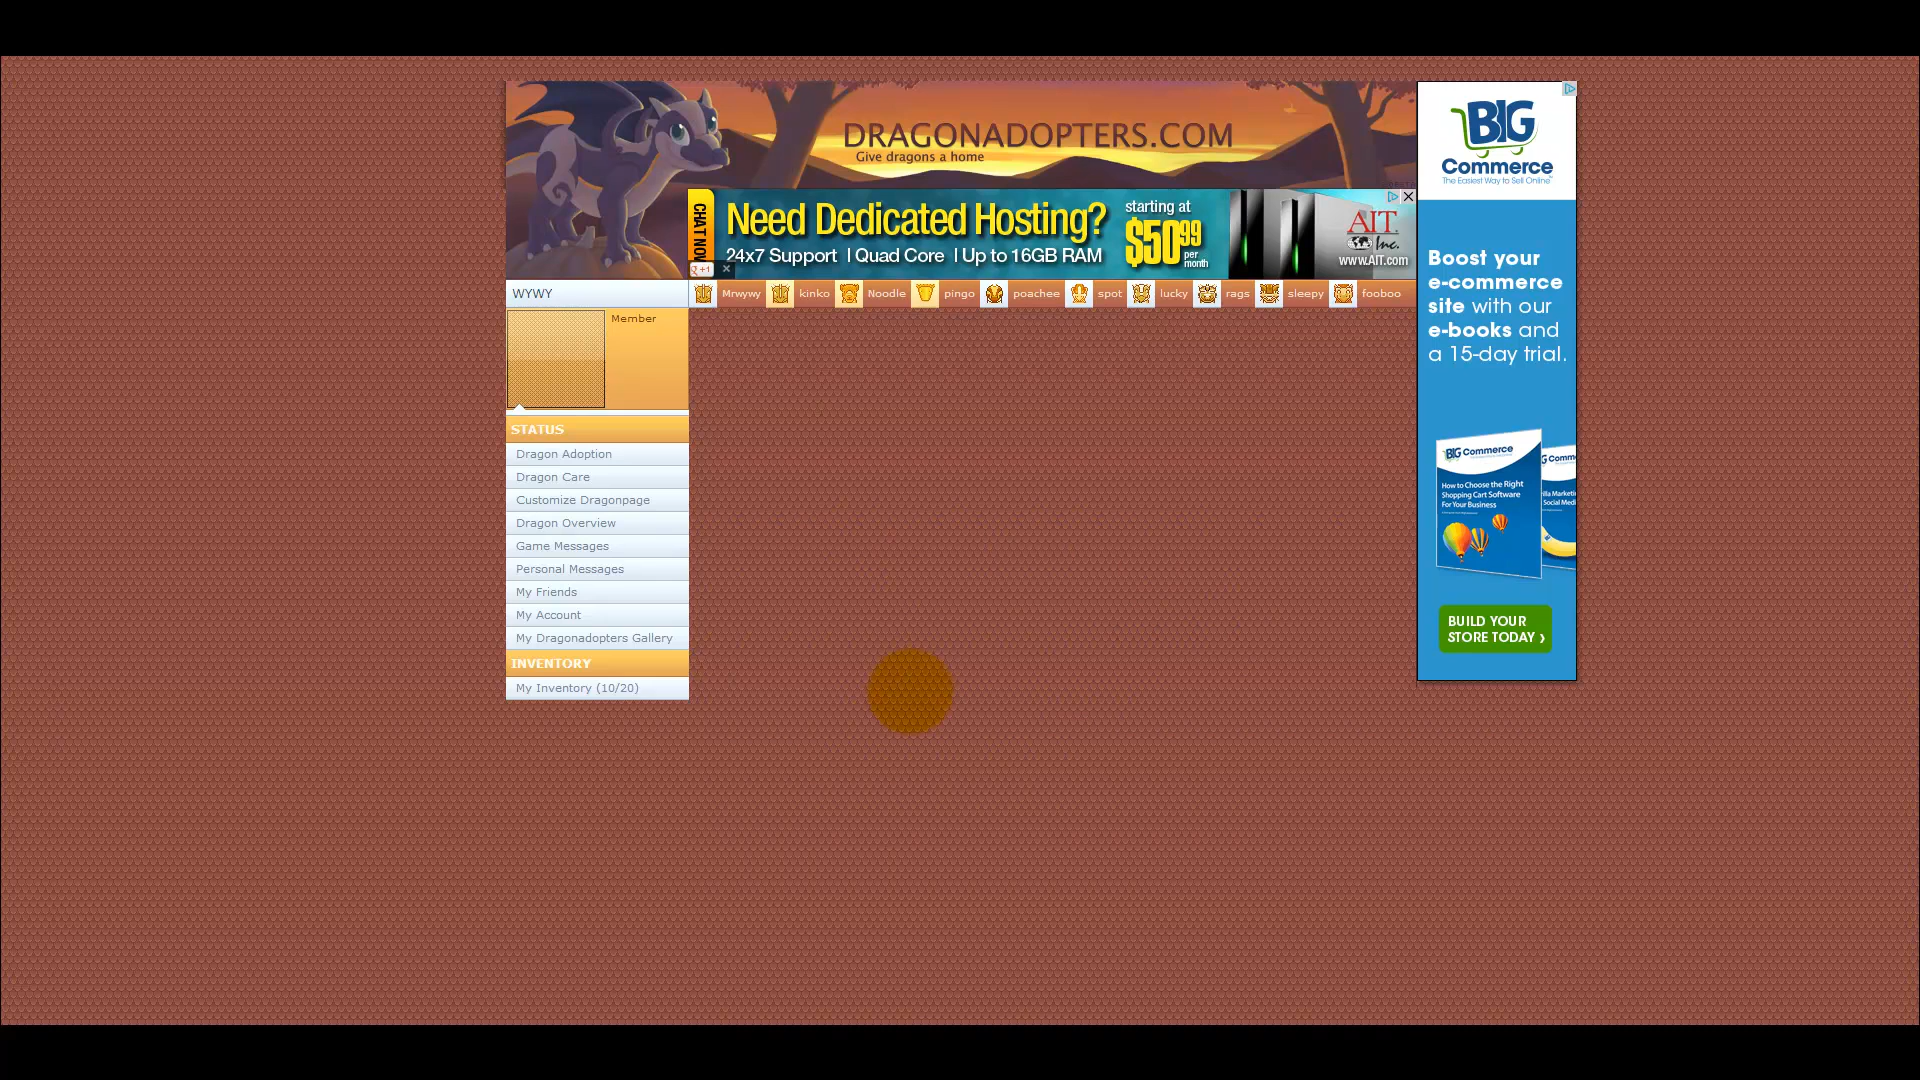 DRAGONADOPTERS.COM
Give dragons a home
CHAT NOW
Need Dedicated Hosting?
24x7 Support | Quad Core | Up to 16GB RAM
starting at
$50.99
per
month
AIT
Inc.
www.AIT.com
g +1
WYWY
Mrwywy
kinko
Noodle
pingo
poachee
spot
lucky
rags
sleepy
fooboo
Member
STATUS
Dragon Adoption
Dragon Care
Customize Dragonpage
Dragon Overview
Game Messages
Personal Messages
My Friends
My Account
My Dragonadopters Gallery
INVENTORY
My Inventory (10/20)
BIG
Commerce
The Easiest Way to Sell Online
Boost your
e-commerce
site with our
e-books and
a 15-day trial.
BIG Commerce
How to Choose the Right
Shopping Cart Software
For Your Business
BUILD YOUR
STORE TODAY ›